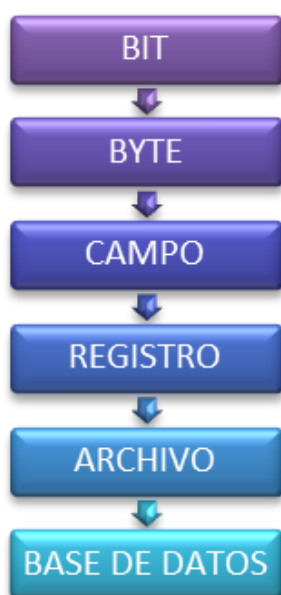 BIT
BYTE
CAMPO
REGISTRO
ARCHIVO
BASE DE DATOS